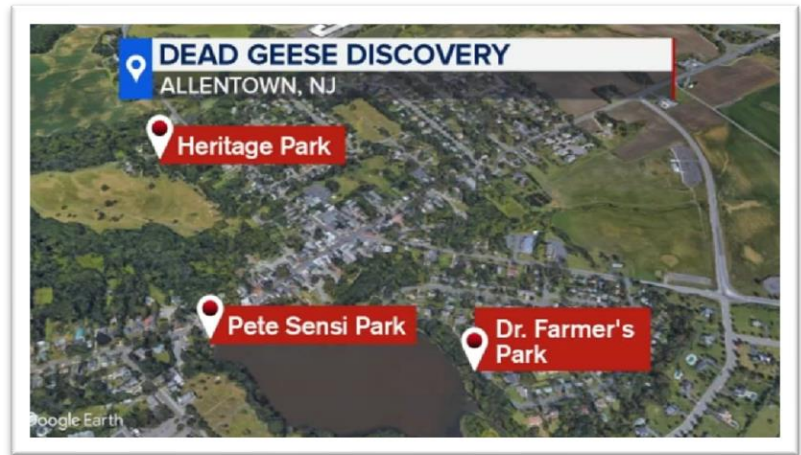 DEAD GEESE DISCOVERY
ALLENTOWN, NJ
Heritage Park
Pete Sensi Park
Dr. Farmer's
Park
Google Earth